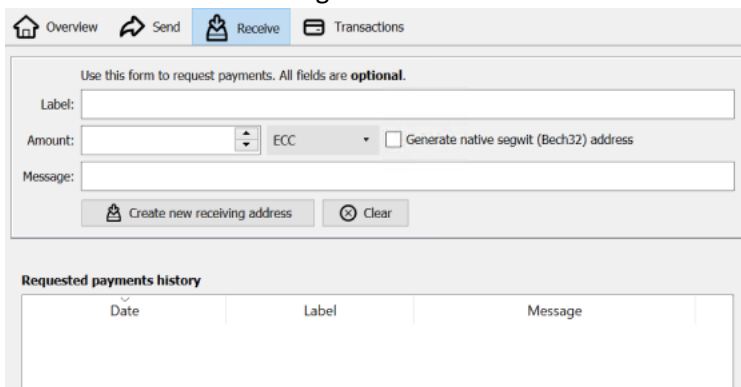 Overview Send Receive Transactions
Use this form to request payments. All fields are optional.
Label:
Amount: ECC Generate native segwit (Bech32) address
Message:
Create new receiving address Clear
Requested payments history
Date Label Message